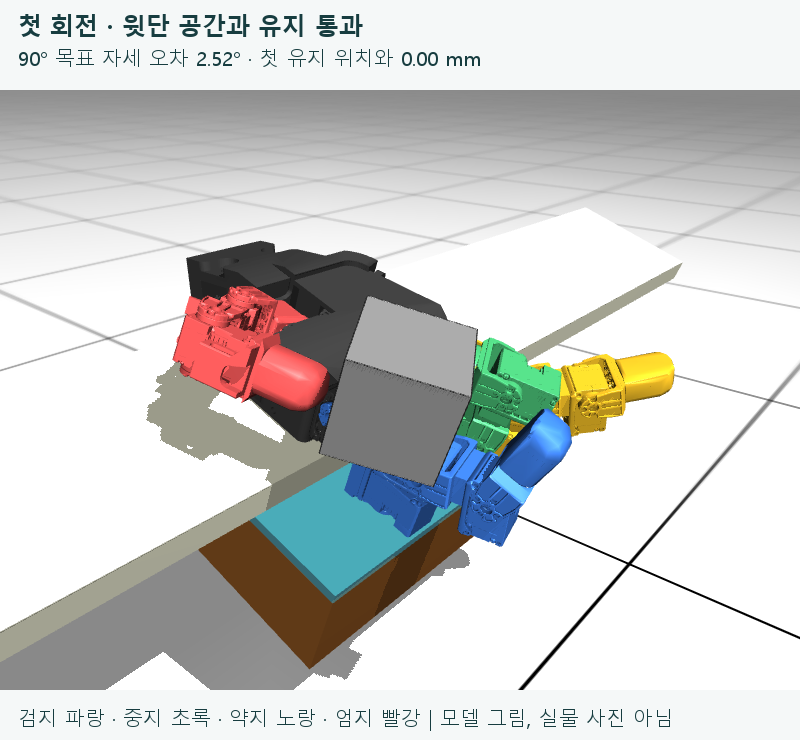 첫 회전 · 윗단 공간과 유지 통과
90° 목표 자세 오차 2.52° · 첫 유지 위치와 0.00 mm
검지 파랑 · 중지 초록 · 약지 노랑 · 엄지 빨강 | 모델 그림, 실물 사진 아님